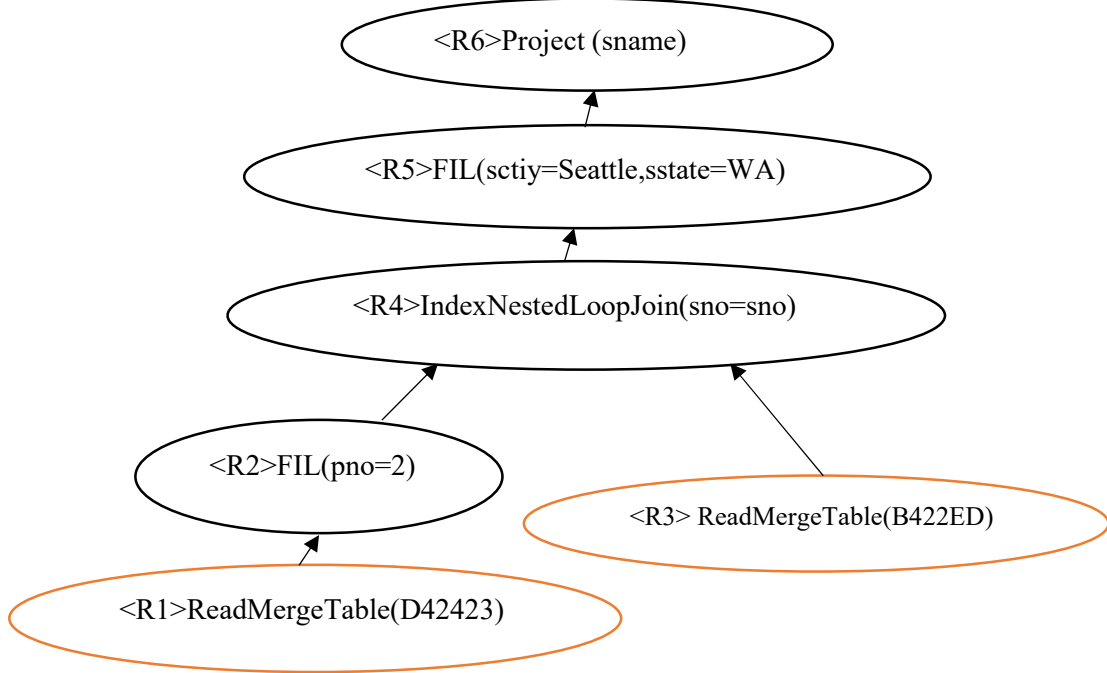 <R6>Project (sname)
<R5>FIL(sctiy=Seattle,sstate=WA)
<R4>IndexNestedLoopJoin(sno=sno)
<R2>FIL(pno=2)
<R3> ReadMergeTable(B422ED)
<R1>ReadMergeTable(D42423)